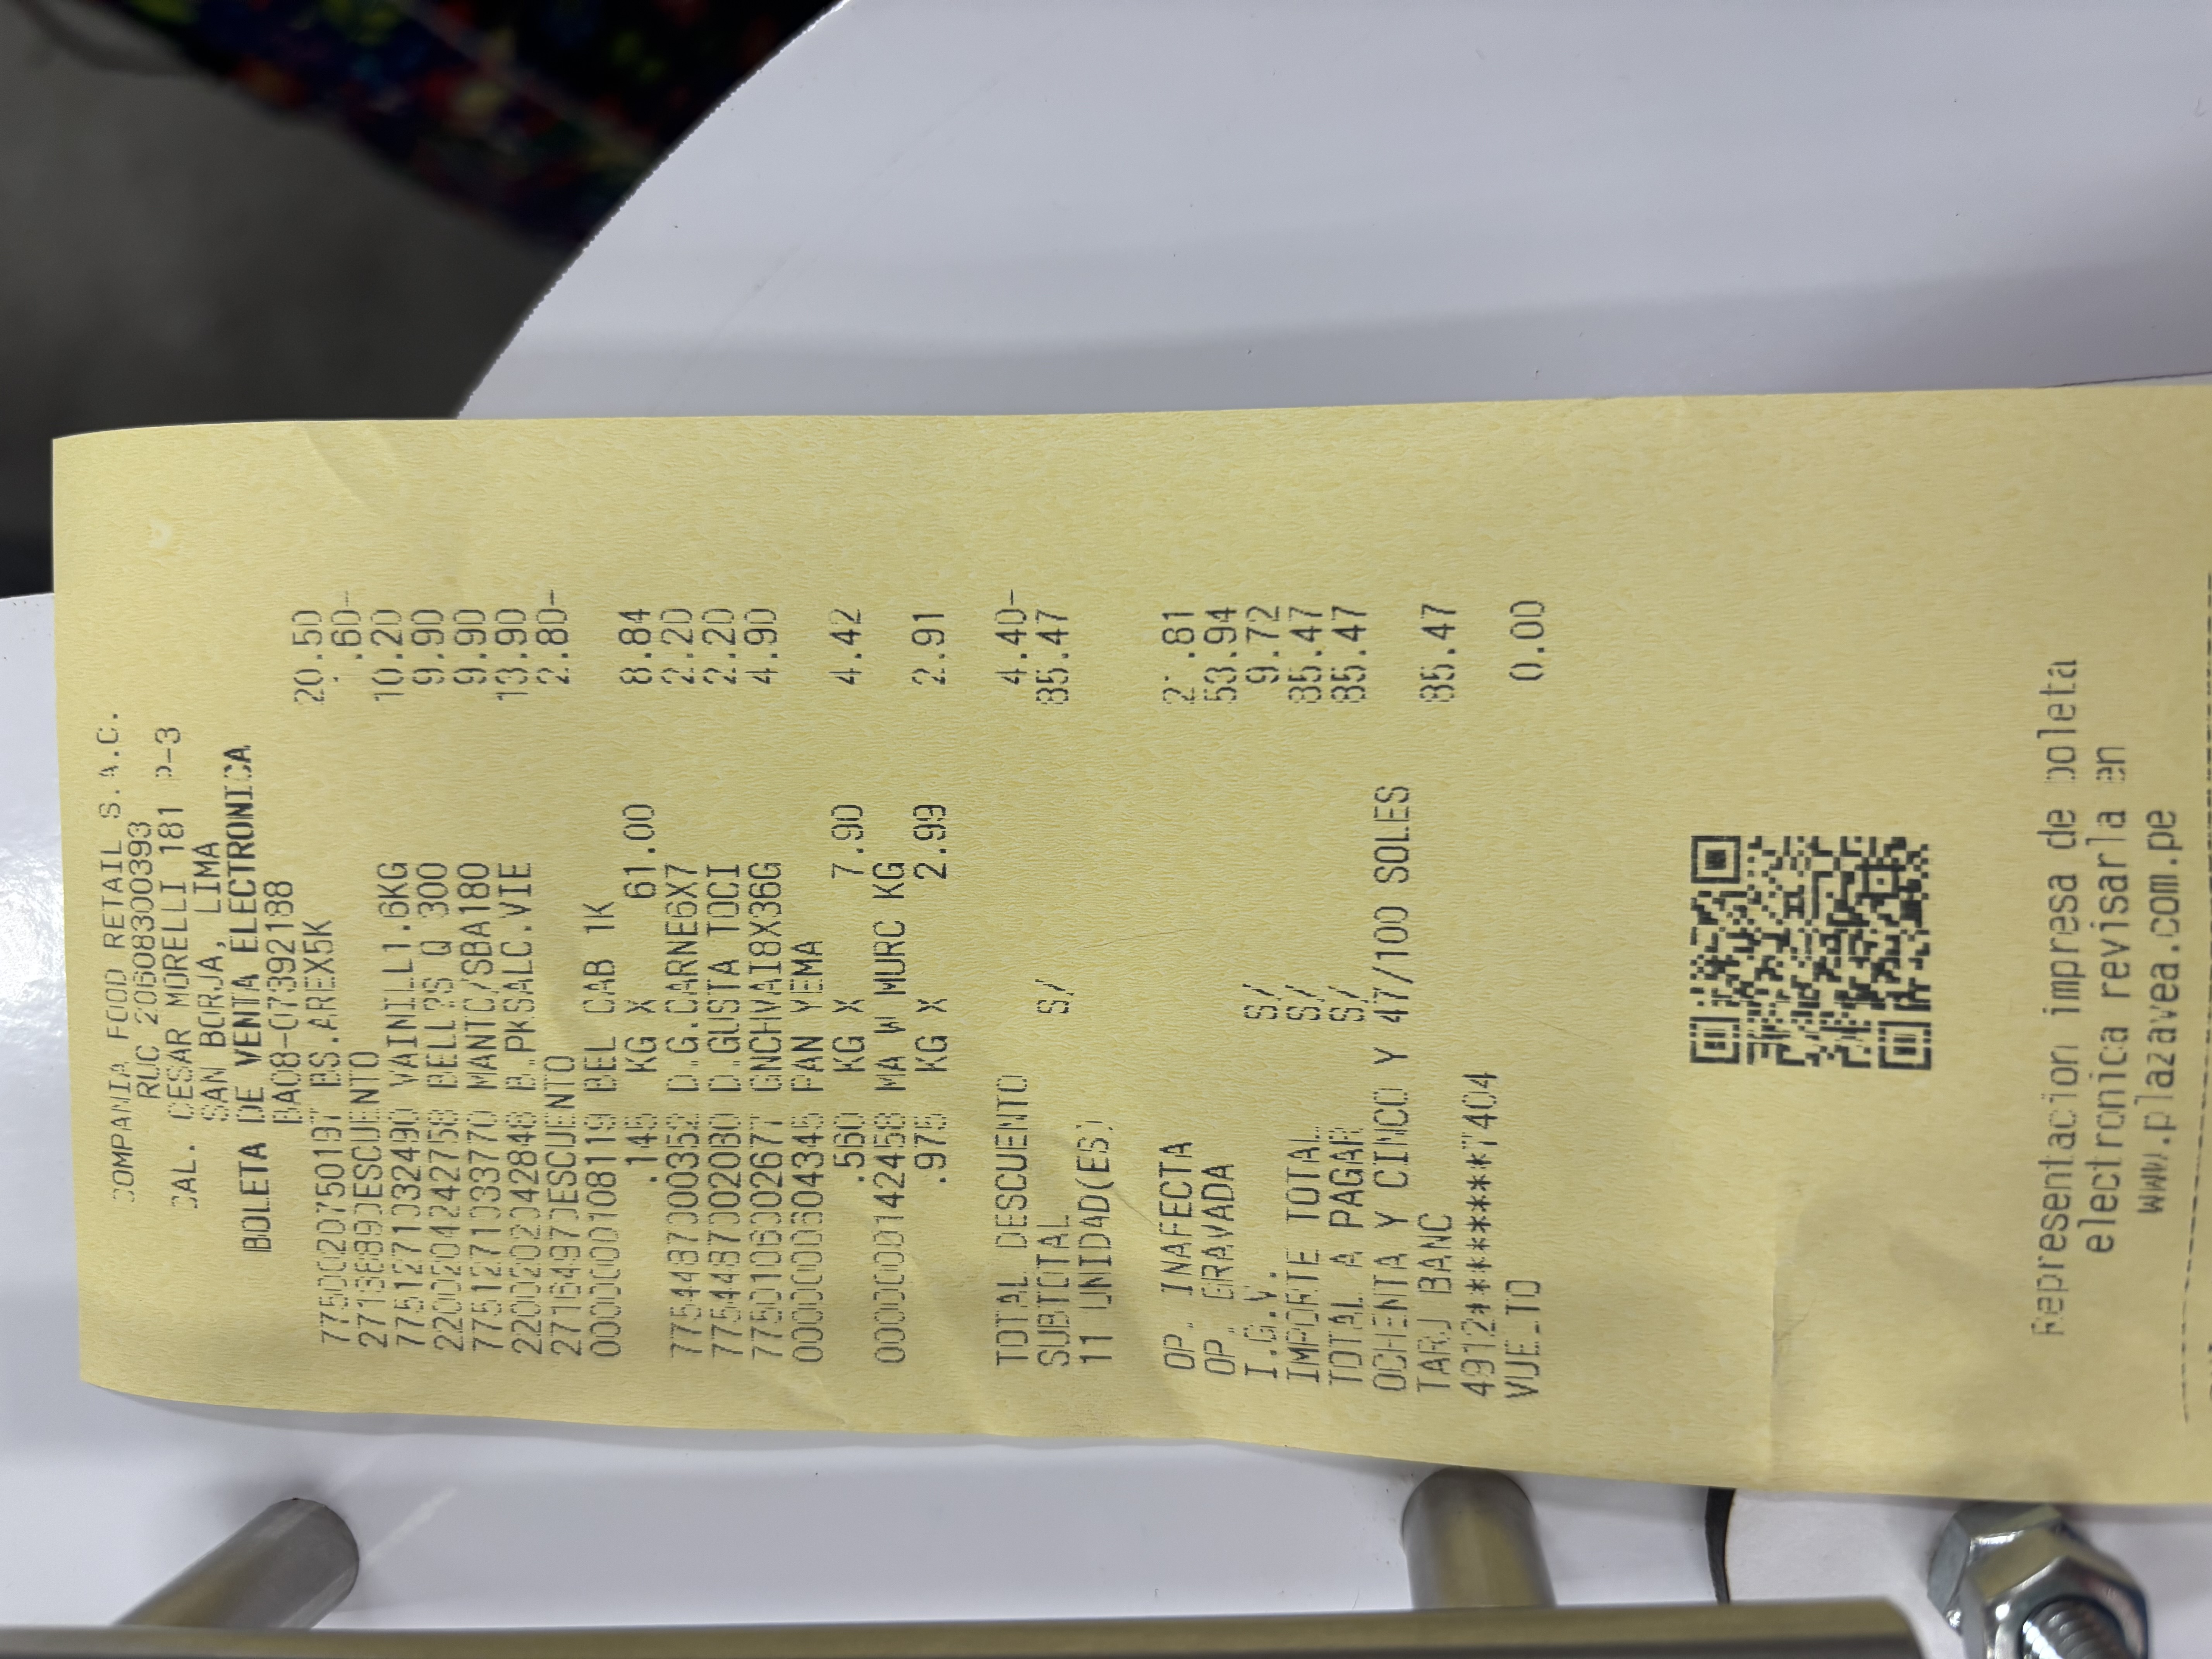 COMPANIA FOOD RETAIL S.A.C.
RUC 20608300393
CAL. CESAR MORELLI 181 P-3
SAN BORJA, LIMA
BOLETA DE VENTA ELECTRONICA
BA08-07392188
7750020750197 BS.AREX5K 20.50
2713889DESCUENTO 1.60-
7751271032490 VAINILL1.6KG 10.20
2200204242758 BELL?S Q 300 9.90
7751271033770 MANTC/SBA180 9.90
2200202042848 B.PKSALC.VIE 13.90
2716497DESCUENTO 2.80-
0000000108119 BEL CAB 1K
.145 KG X 61.00 8.84
7754487000352 D.G.CARNE6X7 2.20
7754487002080 D.GUSTA TOCI 2.20
7750106002677 GNCHVAI8X36G 4.90
0000000604345 PAN YEMA
.560 KG X 7.90 4.42
0000000142458 MA W MURC KG
.975 KG X 2.99 2.91
TOTAL DESCUENTO 4.40-
SUBTOTAL S/ 85.47
11 UNIDAD(ES)
OP. INAFECTA 21.81
OP. GRAVADA 53.94
I.G.V. S/ 9.72
IMPORTE TOTAL S/ 85.47
TOTAL A PAGAR S/ 85.47
OCHENTA Y CINCO Y 47/100 SOLES
TARJ BANC 85.47
4912********7404
VUELTO 0.00
Representacion impresa de boleta
electronica revisarla en
www.plazavea.com.pe